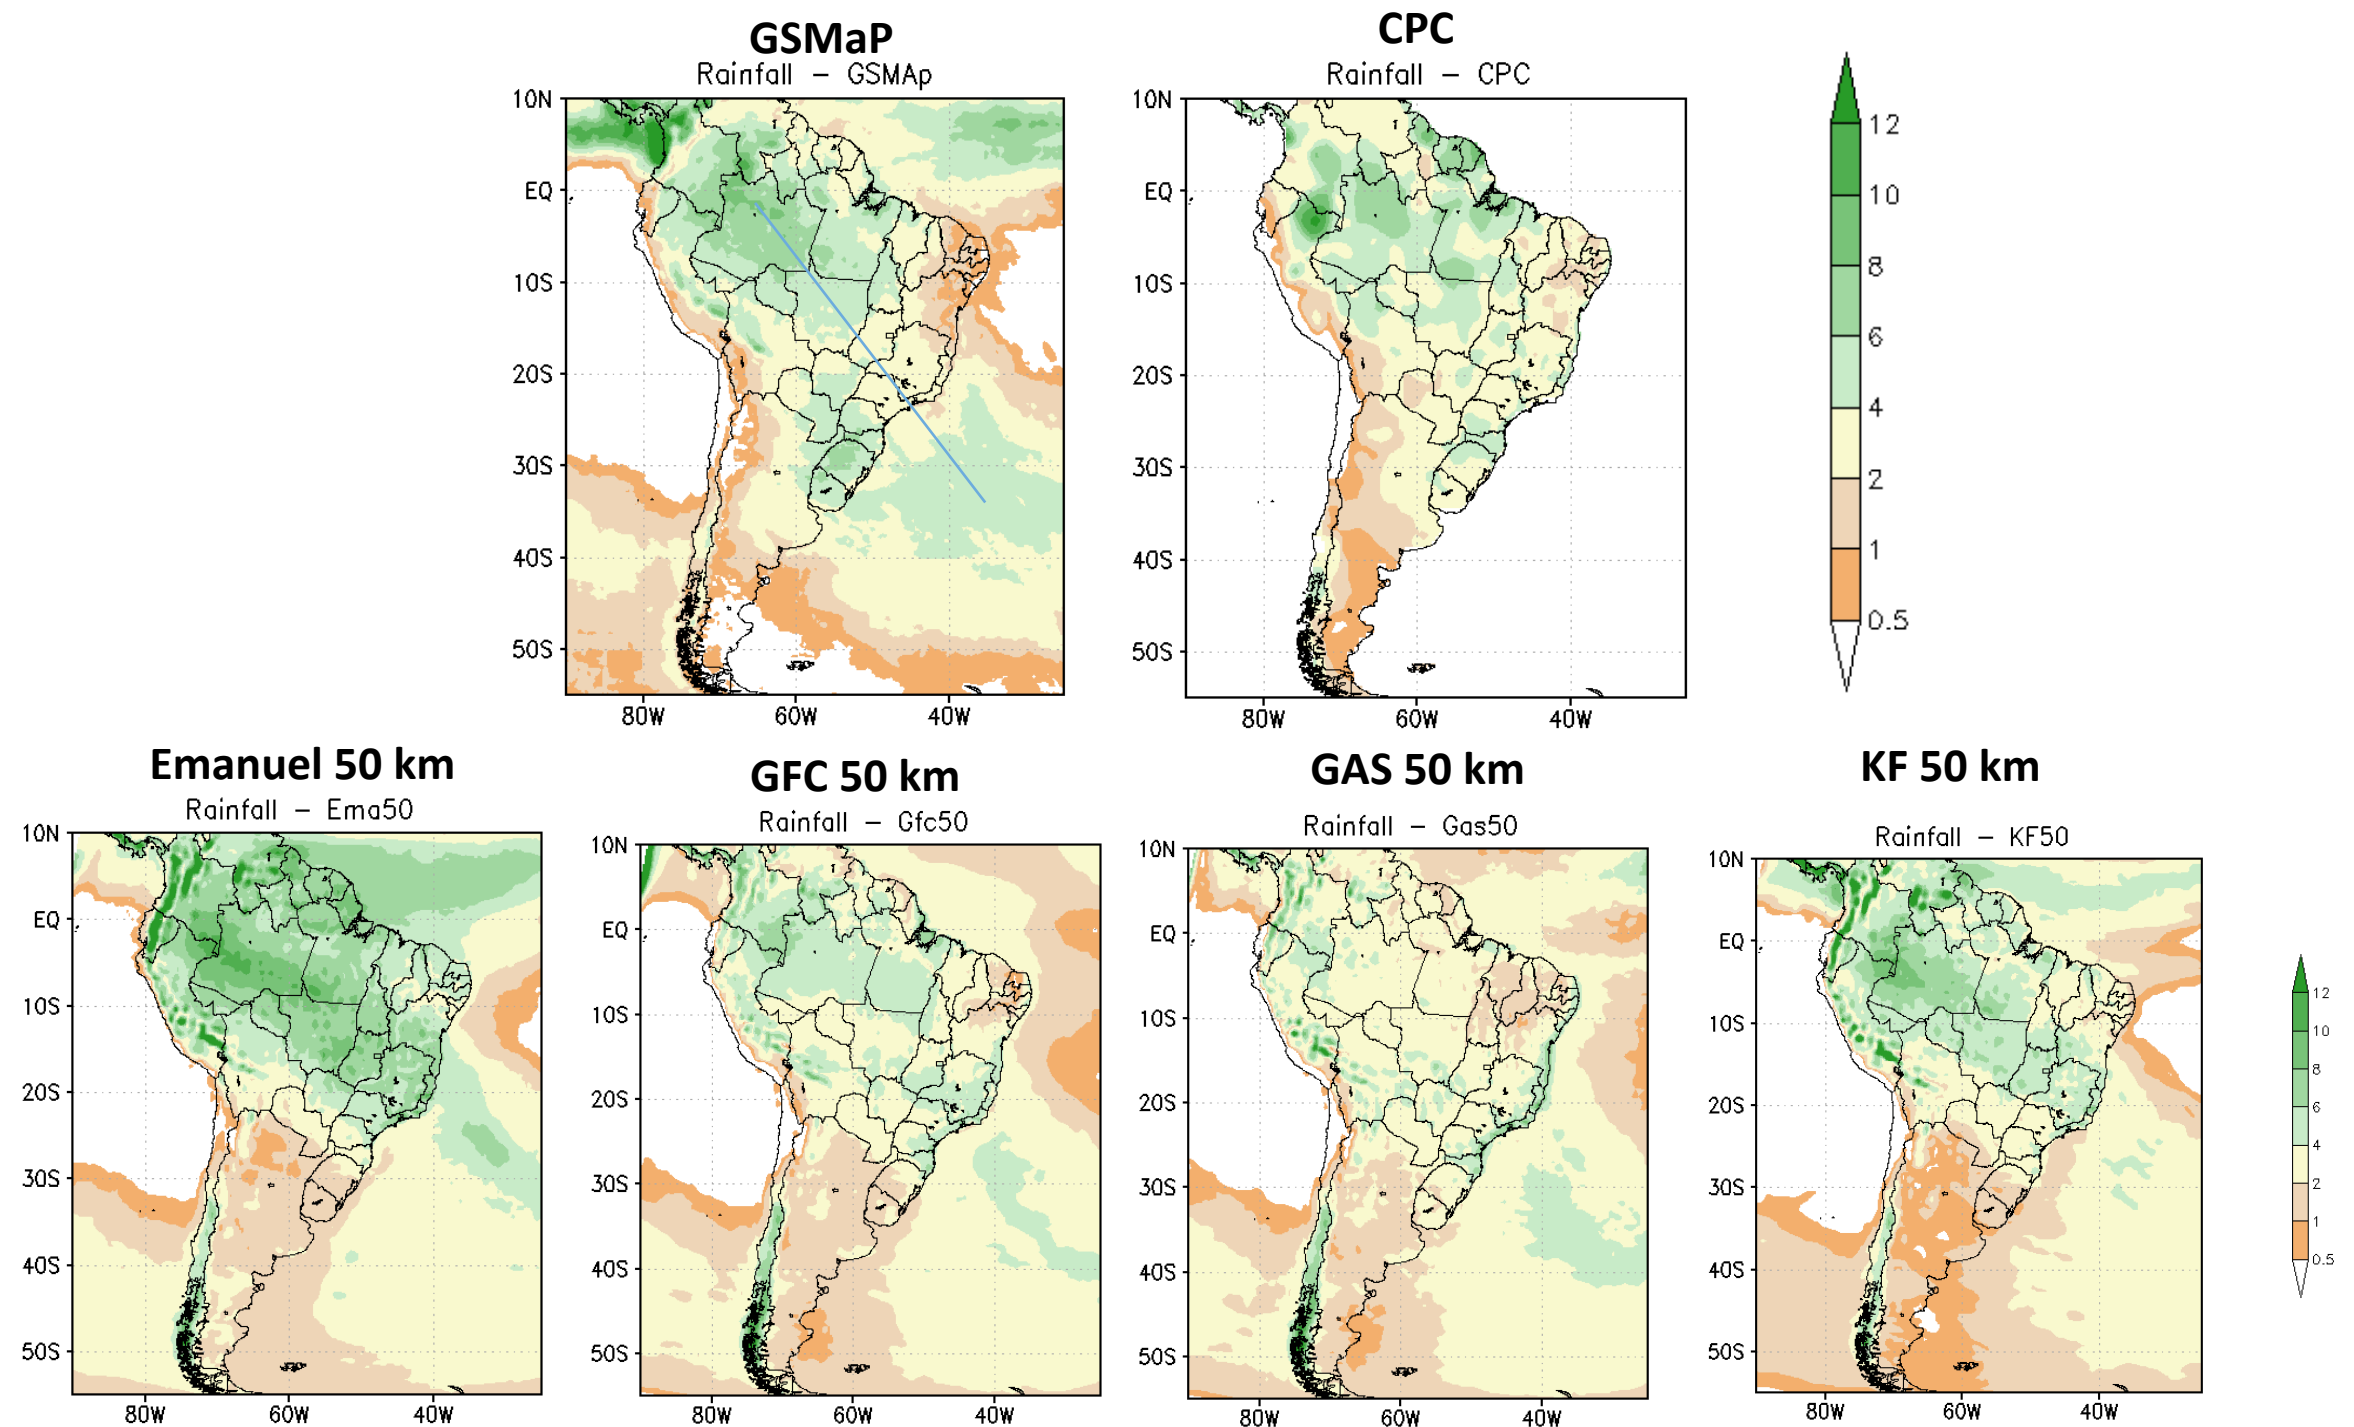 GSMaP
Rainfall – GSMAp
10N
EQ
10S
20S
30S
40S
50S
80W 60W 40W
CPC
Rainfall – CPC
10N
EQ
10S
20S
30S
40S
50S
80W 60W 40W
12
10
8
6
4
2
1
0.5
Emanuel 50 km
Rainfall – Ema50
10N
EQ
10S
20S
30S
40S
50S
80W 60W 40W
GFC 50 km
Rainfall – Gfc50
10N
EQ
10S
20S
30S
40S
50S
80W 60W 40W
GAS 50 km
Rainfall – Gas50
10N
EQ
10S
20S
30S
40S
50S
80W 60W 40W
KF 50 km
Rainfall – KF50
10N
EQ
10S
20S
30S
40S
50S
80W 60W 40W
12
10
8
6
4
2
1
0.5